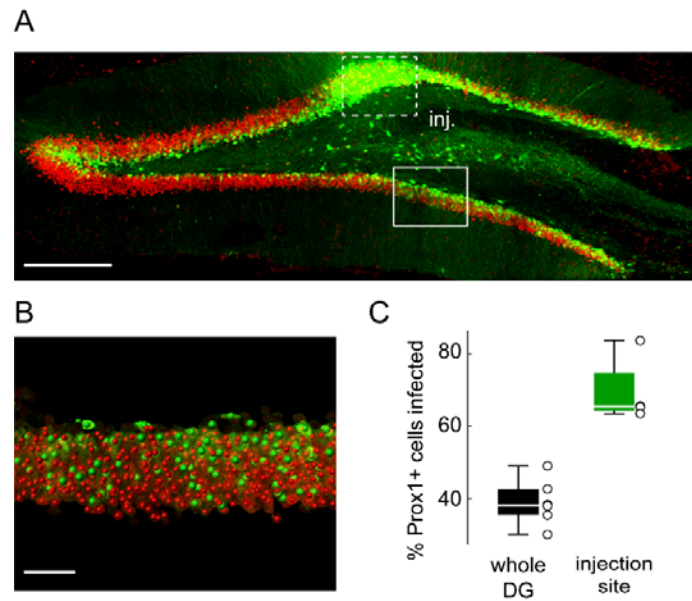 A
inj.
B
C
% Prox1+ cells infected
80
60
40
whole
DG
injection
site